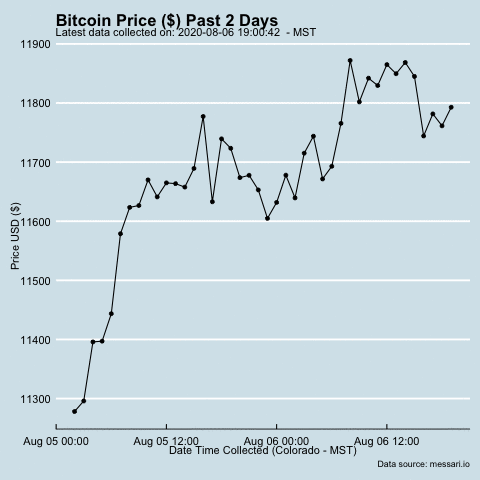 Bitcoin Price ($) Past 2 Days
Latest data collected on: 2020-08-06 19:00:42 - MST
11900
11800
11700
11600
11500
11400
11300
Price USD ($)
Aug 05 00:00 Aug 05 12:00 Aug 06 00:00 Aug 06 12:00
Date Time Collected (Colorado - MST)
Data source: messari.io